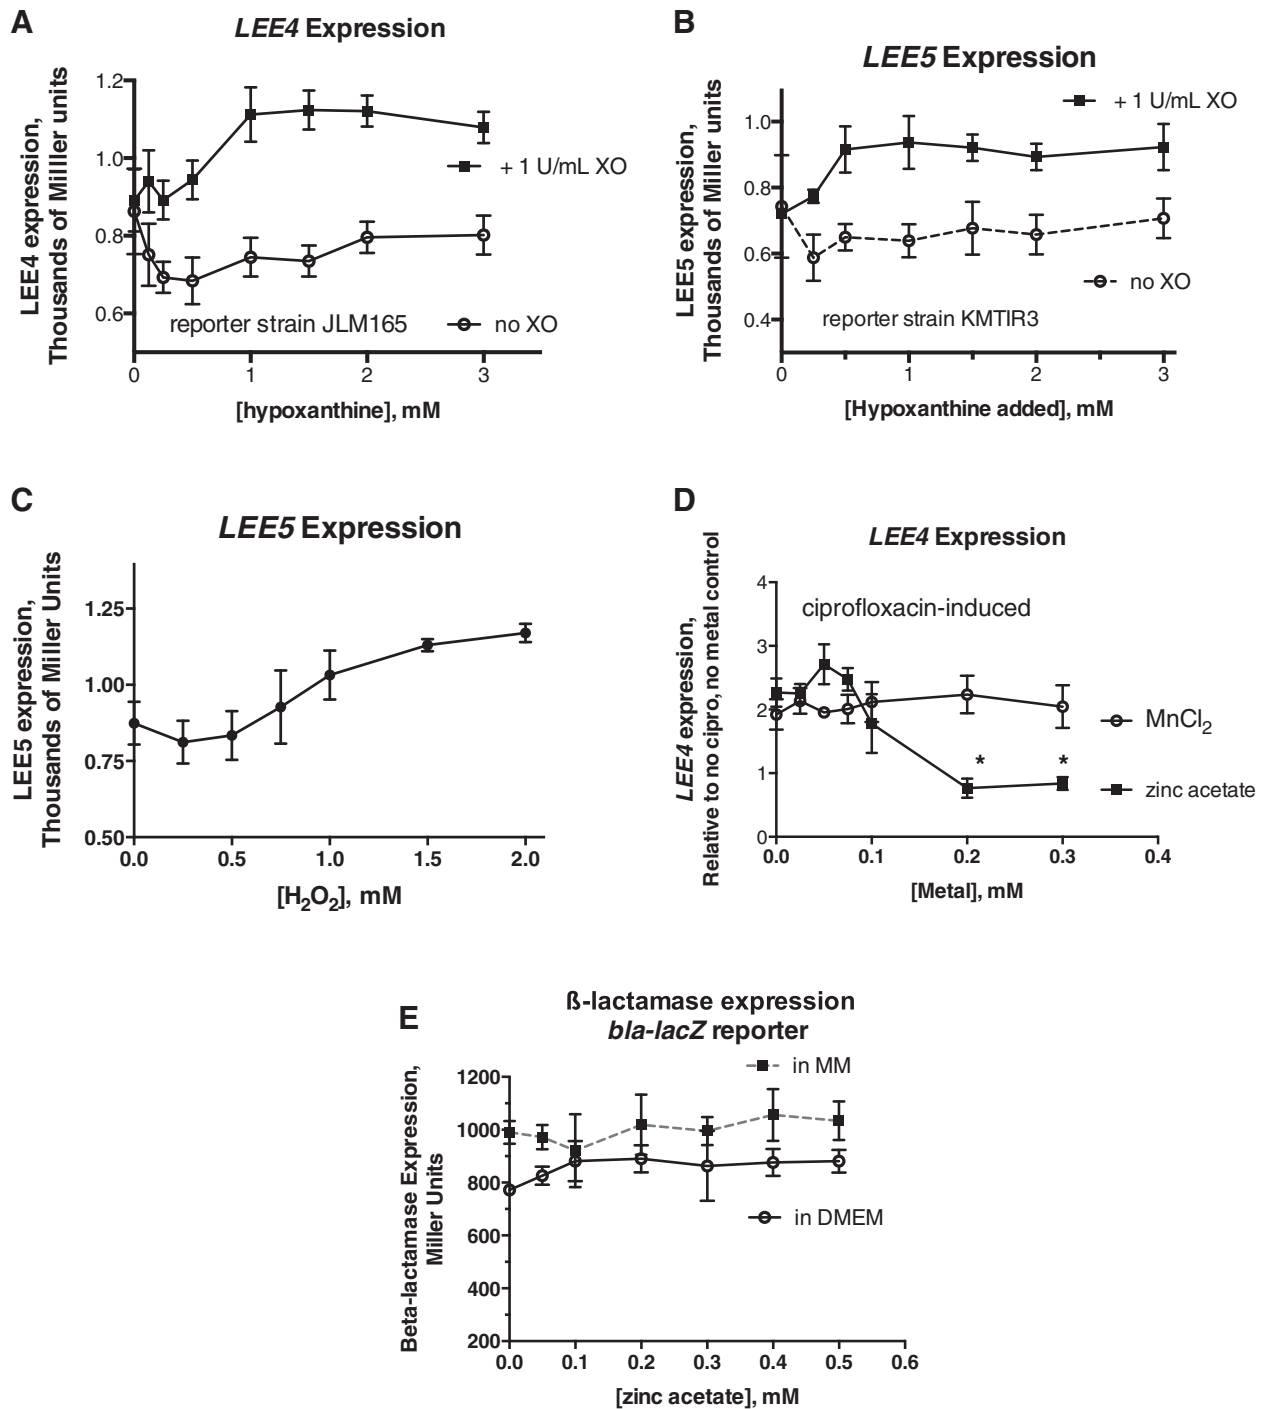 A
LEE4 Expression
LEE4 expression,
Thousands of Milller units
1.2
1.0
0.8
0.6
+ 1 U/mL XO
reporter strain JLM165
no XO
0 1 2 3
[hypoxanthine], mM
B
LEE5 Expression
LEE5 expression,
Thousands of Miller units
+ 1 U/mL XO
1.0
0.8
0.6
0.4
no XO
reporter strain KMTIR3
0 1 2 3
[Hypoxanthine added], mM
C
LEE5 Expression
LEE5 expression,
Thousands of Miller Units
1.25
1.00
0.75
0.50
0.0 0.5 1.0 1.5 2.0
[H2O2], mM
D
LEE4 Expression
LEE4 expression,
Relative to no cipro, no metal control
ciprofloxacin-induced
4
3
2
1
0
MnCl2
* *
zinc acetate
0.0 0.1 0.2 0.3 0.4
[Metal], mM
E
ß-lactamase expression
bla-lacZ reporter
in MM
Beta-lactamase Expression,
Miller Units
1200
1000
800
600
400
200
in DMEM
0.0 0.1 0.2 0.3 0.4 0.5 0.6
[zinc acetate], mM